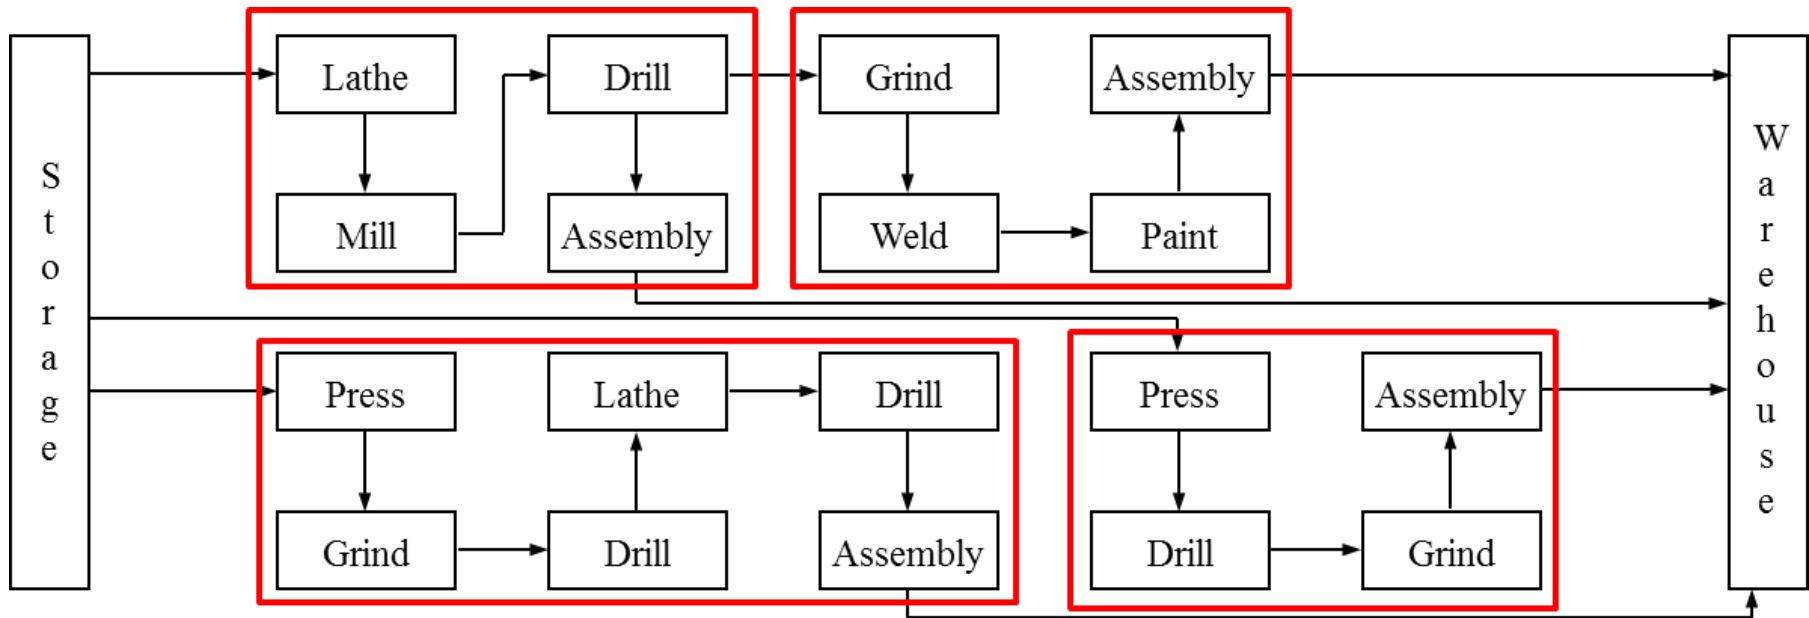 Storage
Lathe
Drill
Grind
Assembly
Mill
Assembly
Weld
Paint
Press
Lathe
Drill
Press
Assembly
Grind
Drill
Assembly
Drill
Grind
Warehouse